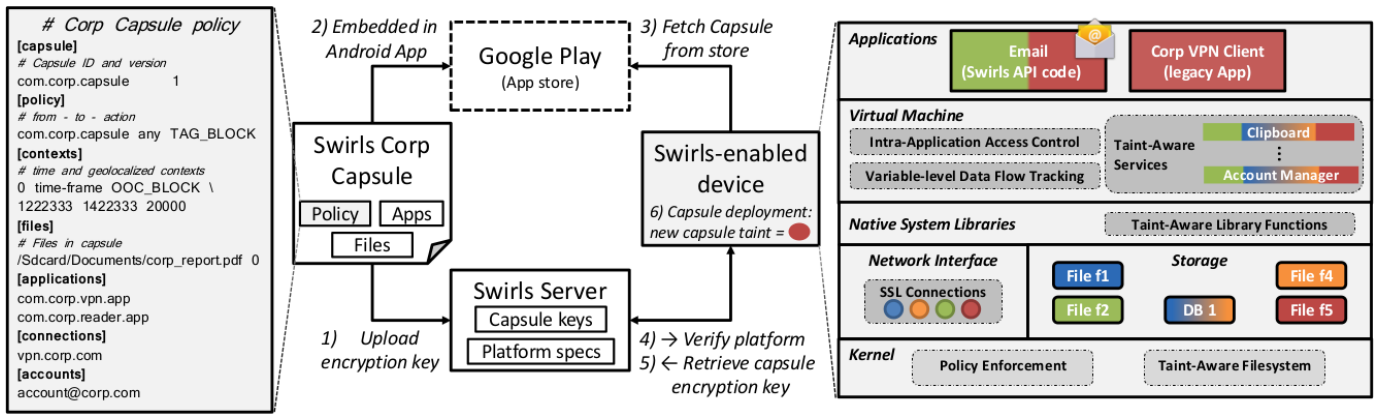 # Corp Capsule policy
[capsule]
# Capsule ID and version
com.corp.capsule 1
[policy]
# from - to - action
com.corp.capsule any TAG_BLOCK
[contexts]
# time and geolocalized contexts
0 time-frame OOC_BLOCK \
1222333 1422333 20000
[files]
# Files in capsule
/Sdcard/Documents/corp_report.pdf 0
[applications]
com.corp.vpn.app
com.corp.reader.app
[connections]
vpn.corp.com
[accounts]
account@corp.com
2) Embedded in
Android App
Google Play
(App store)
3) Fetch Capsule
from store
Swirls Corp
Capsule
Policy
Apps
Files
Swirls-enabled
device
6) Capsule deployment:
new capsule taint =
1) Upload
encryption key
Swirls Server
Capsule keys
Platform specs
4) → Verify platform
5) ← Retrieve capsule
encryption key
Applications
@
Email
(Swirls API code)
Corp VPN Client
(legacy App)
Virtual Machine
Intra-Application Access Control
Variable-level Data Flow Tracking
Taint-Aware
Services
Clipboard
⋮
Account Manager
Native System Libraries
Taint-Aware Library Functions
Network Interface
SSL Connections
Storage
File f1
File f4
File f2
DB 1
File f5
Kernel
Policy Enforcement
Taint-Aware Filesystem